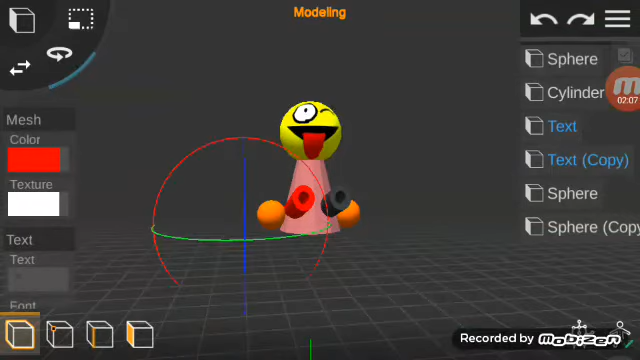 Modeling
Mesh
Color
Texture
Text
Text
Font
Sphere
Cylinder
Text
Text (Copy)
Sphere
Sphere (Copy
02:07
Recorded by MOBIZEN